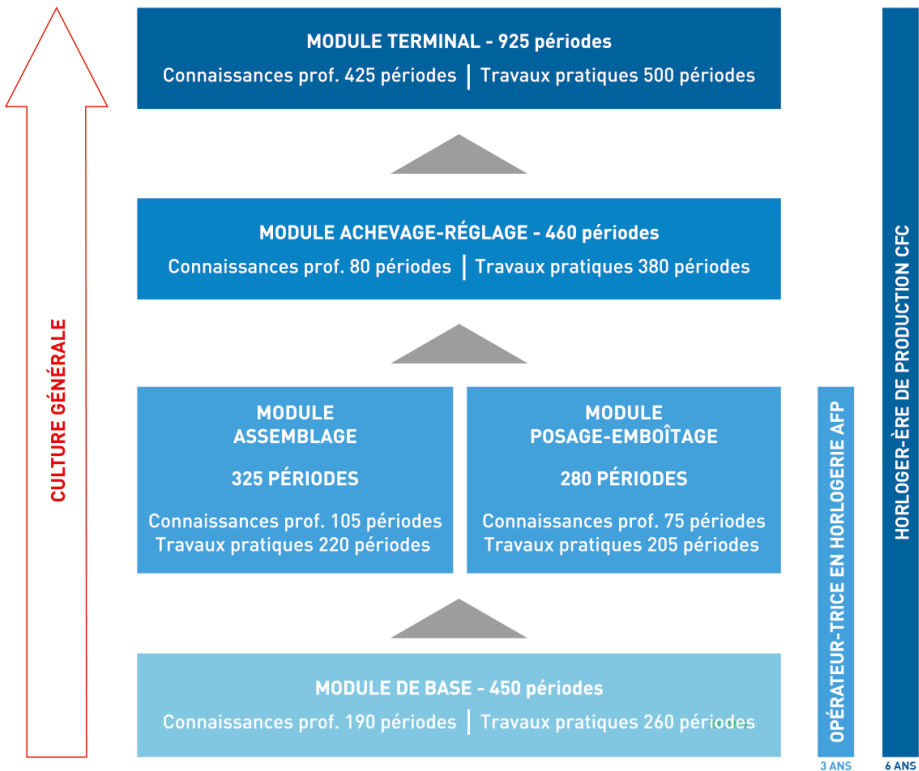 MODULE TERMINAL - 925 périodes
Connaissances prof. 425 périodes | Travaux pratiques 500 périodes
MODULE ACHEVAGE-RÉGLAGE - 460 périodes
Connaissances prof. 80 périodes | Travaux pratiques 380 périodes
MODULE
ASSEMBLAGE
325 PÉRIODES
Connaissances prof. 105 périodes
Travaux pratiques 220 périodes
MODULE
POSAGE-EMBOÎTAGE
280 PÉRIODES
Connaissances prof. 75 périodes
Travaux pratiques 205 périodes
MODULE DE BASE - 450 périodes
Connaissances prof. 190 périodes | Travaux pratiques 260 périodes
CULTURE GÉNÉRALE
OPÉRATEUR-TRICE EN HORLOGERIE AFP
3 ANS
HORLOGER-ÈRE DE PRODUCTION CFC
6 ANS